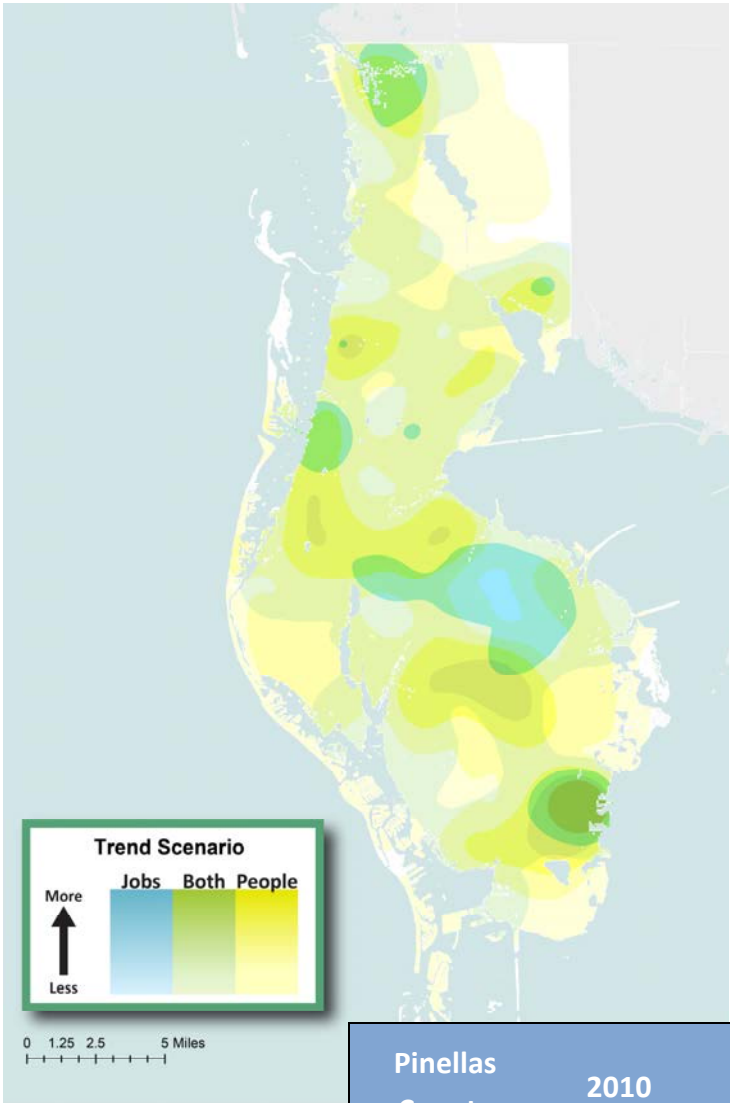 Trend Scenario
Jobs Both People
More
Less
0 1.25 2.5 5 Miles
Pinellas
2010